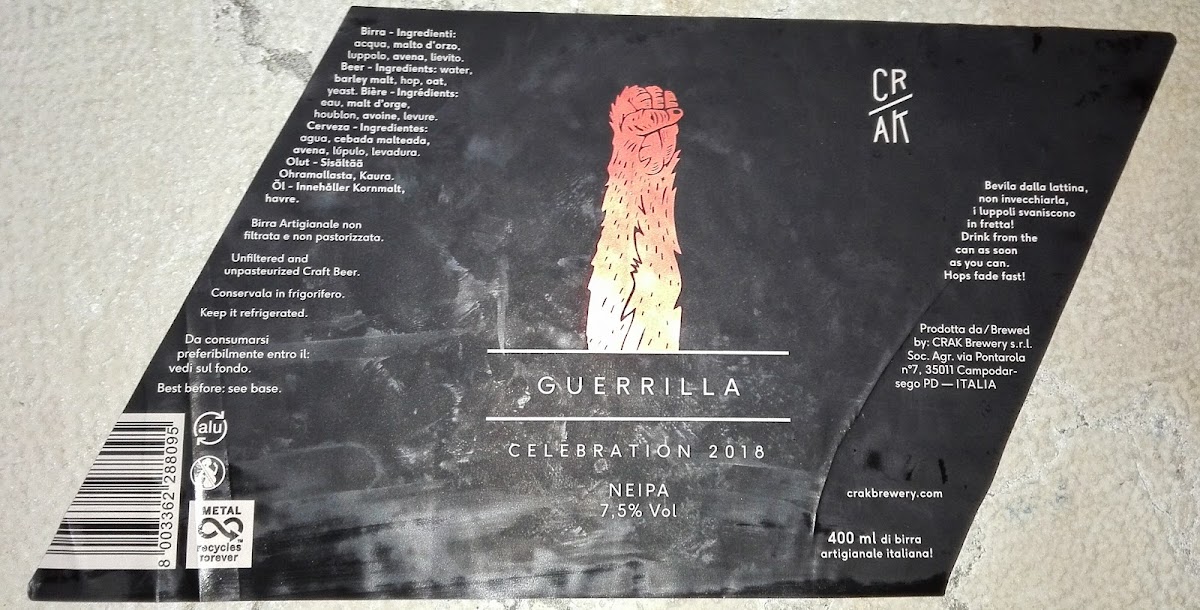 Birra - Ingredienti:
acqua, malto d'orzo,
luppolo, avena, lievito.
Beer - Ingredients: water,
barley malt, hop, oat,
yeast. Bière - Ingrédients:
eau, malt d'orge,
houblon, avoine, levure.
Cerveza - Ingredientes:
agua, cebada malteada,
avena, lúpulo, levadura.
Olut - Sisältää
Ohramallasta, Kaura.
Öl - Innehåller Kornmalt,
havre.
Birra Artigianale non
filtrata e non pastorizzata.
Unfiltered and
unpasteurized Craft Beer.
Conservala in frigorifero.
Keep it refrigerated.
Da consumarsi
preferibilmente entro il:
vedi sul fondo.
Best before: see base.
8 003362 288095
alu
METAL
recycles
forever
GUERRILLA
CELEBRATION 2018
NEIPA
7,5% Vol
CR
AK
Bevila dalla lattina,
non invecchiarla,
i luppoli svaniscono
in fretta!
Drink from the
can as soon
as you can.
Hops fade fast!
Prodotta da/Brewed
by: CRAK Brewery s.r.l.
Soc. Agr. via Pontarola
n°7, 35011 Campodar-
sego PD — ITALIA
crakbrewery.com
400 ml di birra
artigianale italiana!